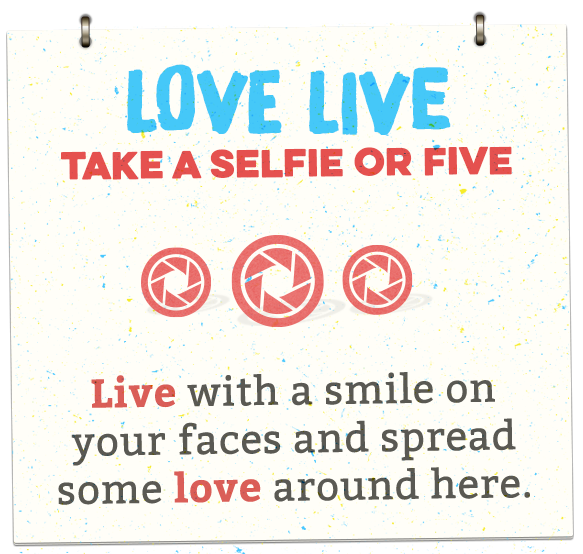 LOVE LIVE
TAKE A SELFIE OR FIVE
Live with a smile on
your faces and spread
some love around here.